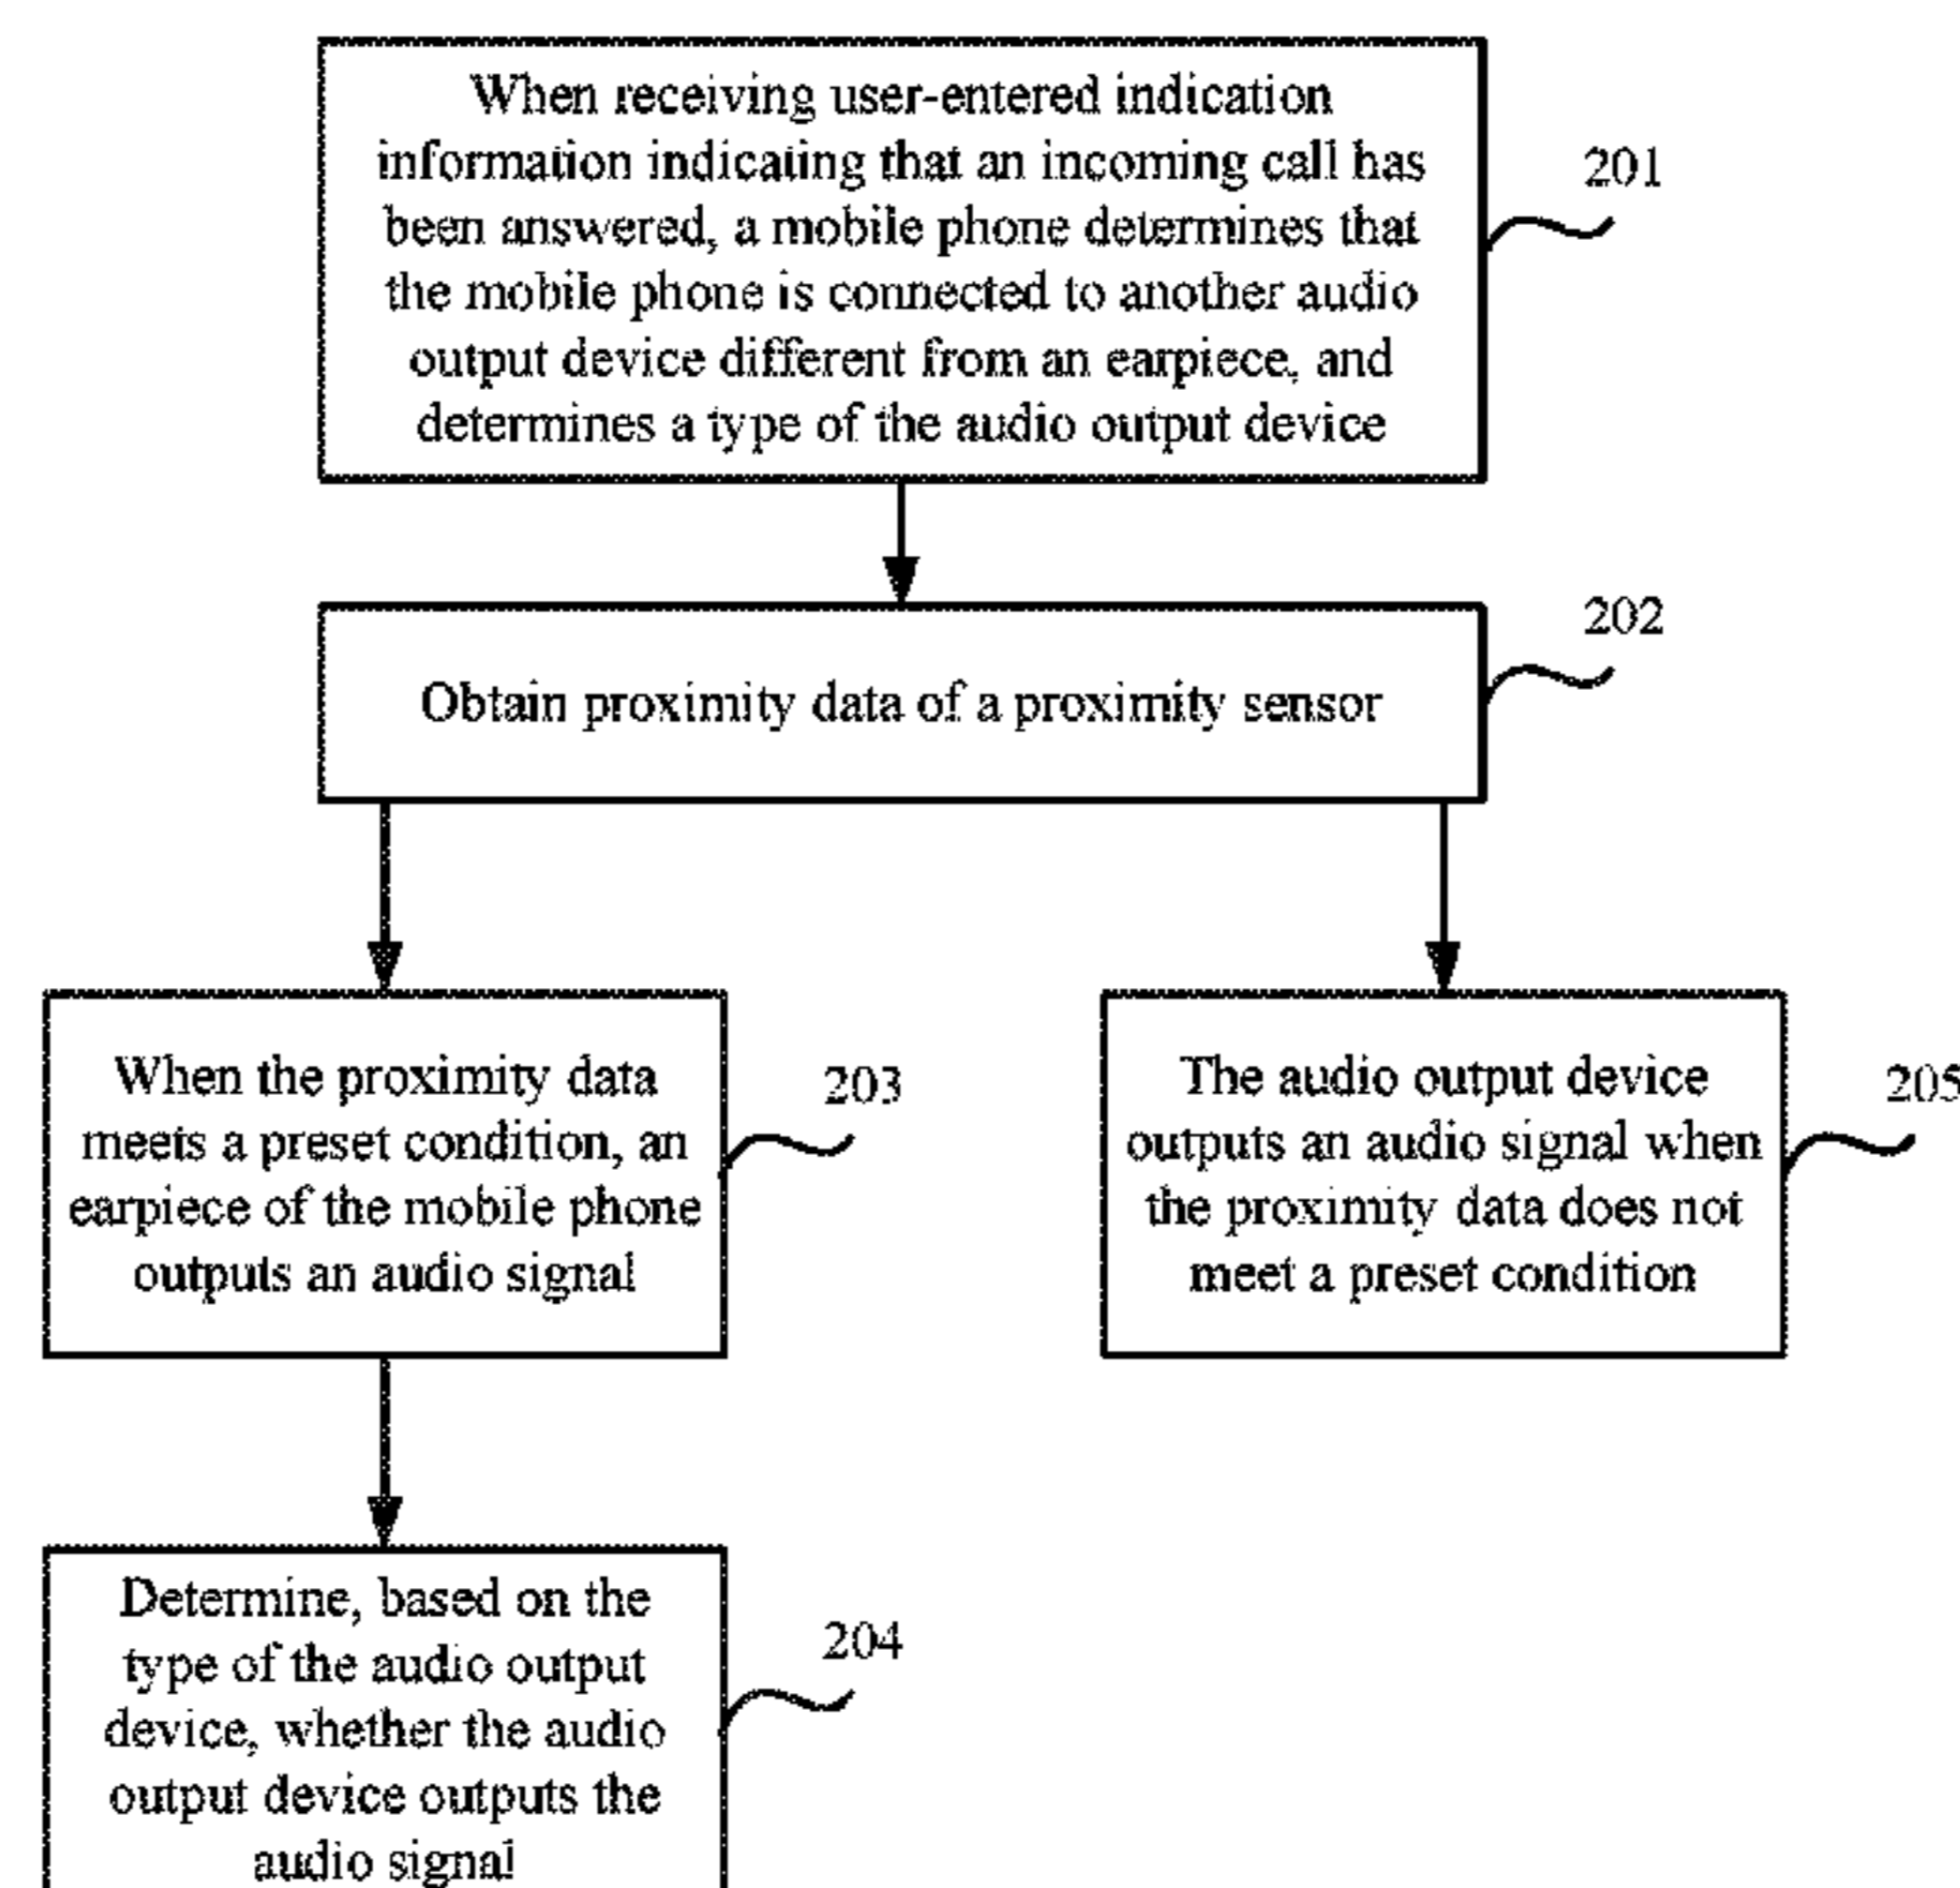 When receiving user-entered indication
information indicating that an incoming call has
been answered, a mobile phone determines that
the mobile phone is connected to another audio
output device different from an earpiece, and
determines a type of the audio output device
201
Obtain proximity data of a proximity sensor
202
When the proximity data
meets a preset condition, an
earpiece of the mobile phone
outputs an audio signal
203
The audio output device
outputs an audio signal when
the proximity data does not
meet a preset condition
205
Determine, based on the
type of the audio output
device, whether the audio
output device outputs the
audio signal
204